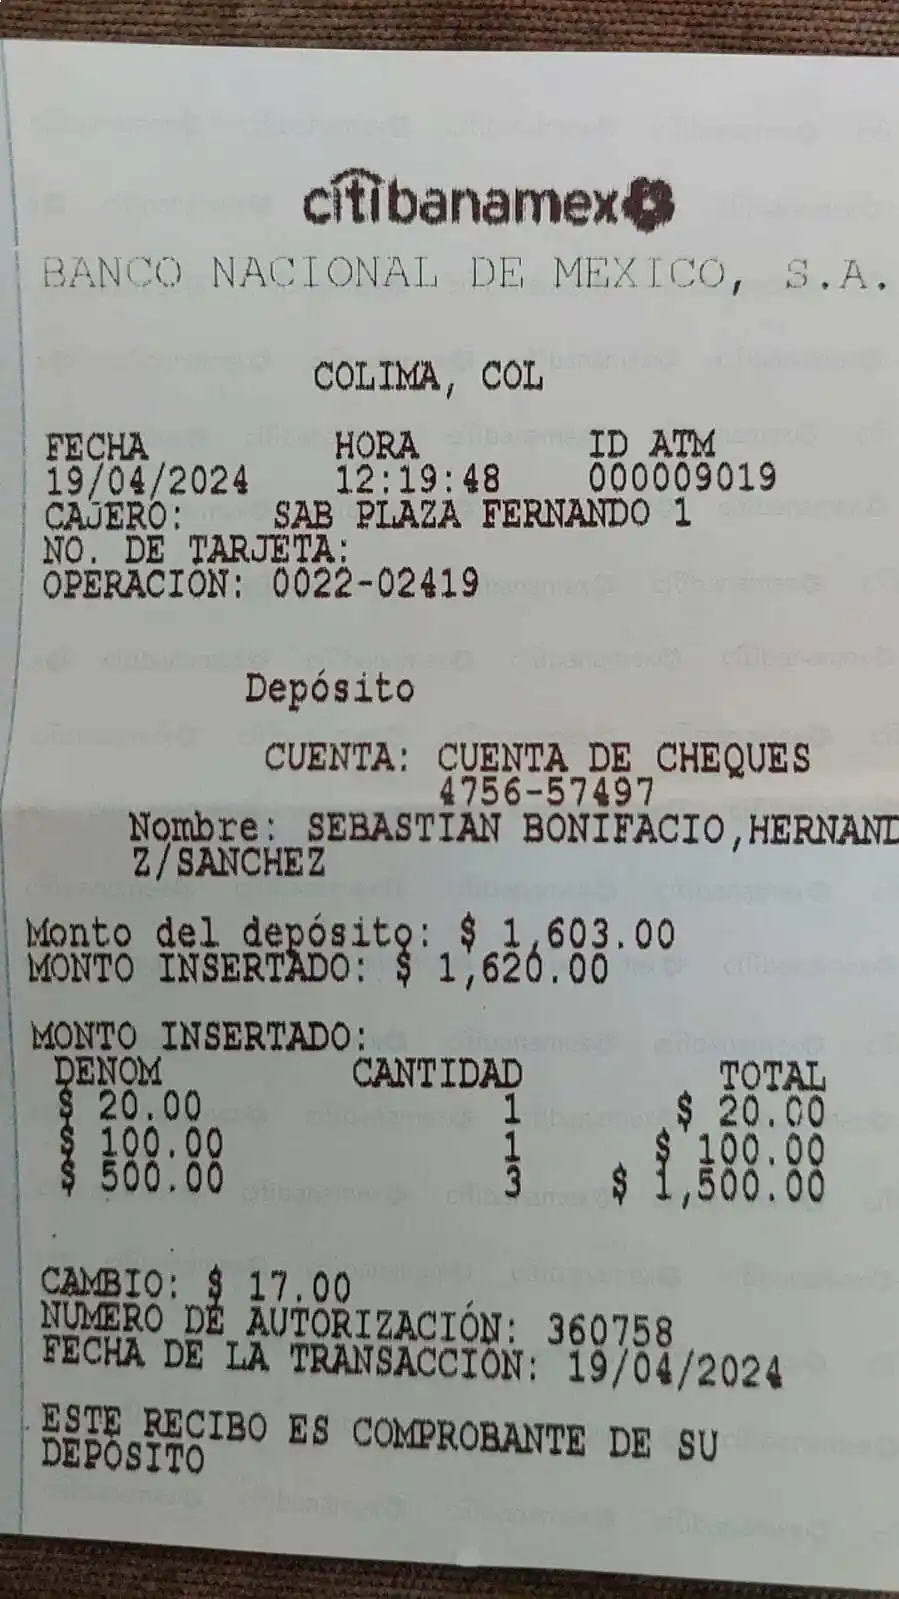 citibanamex
BANCO NACIONAL DE MEXICO, S.A.
COLIMA, COL
FECHA HORA ID ATM
19/04/2024 12:19:48 000009019
CAJERO: SAB PLAZA FERNANDO 1
NO. DE TARJETA:
OPERACION: 0022-02419
Depósito
CUENTA: CUENTA DE CHEQUES
4756-57497
Nombre: SEBASTIAN BONIFACIO,HERNAND
Z/SANCHEZ
Monto del depósito: $ 1,603.00
MONTO INSERTADO: $ 1,620.00
MONTO INSERTADO:
DENOM CANTIDAD TOTAL
$ 20.00 1 $ 20.00
$ 100.00 1 $ 100.00
$ 500.00 3 $ 1,500.00
CAMBIO: $ 17.00
NUMERO DE AUTORIZACIÓN: 360758
FECHA DE LA TRANSACCIÓN: 19/04/2024
ESTE RECIBO ES COMPROBANTE DE SU
DEPÓSITO